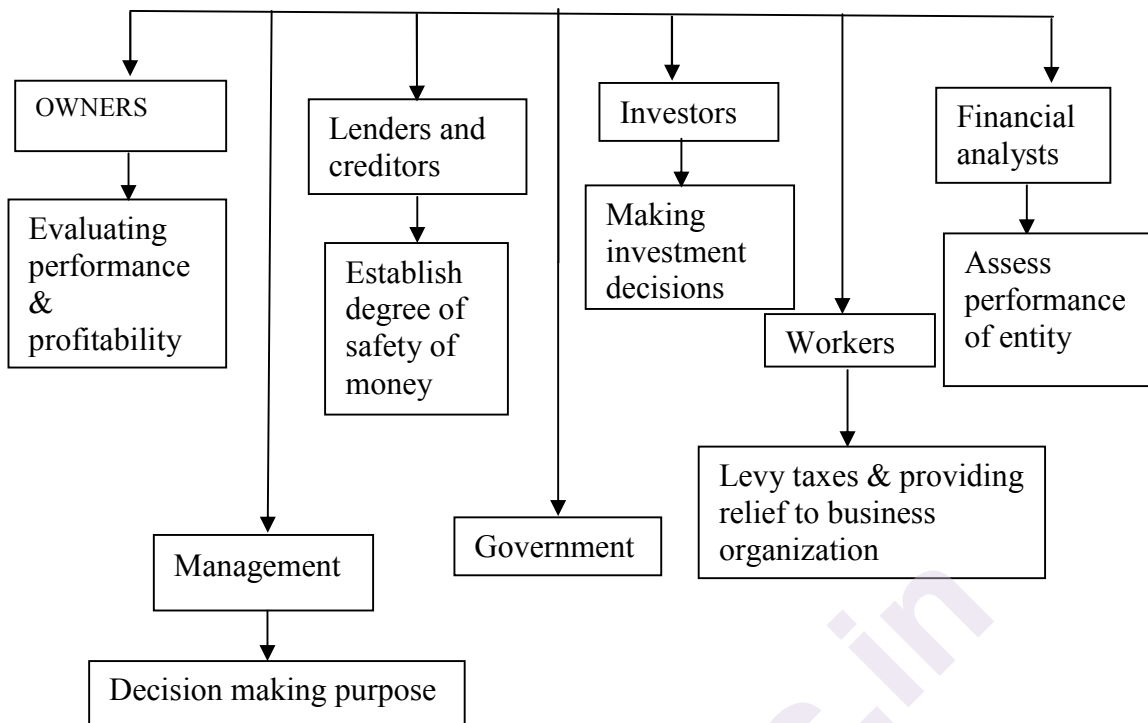 OWNERS
Evaluating
performance
&
profitability
Lenders and
creditors
Establish
degree of
safety of
money
Investors
Making
investment
decisions
Financial
analysts
Assess
performance
of entity
Workers
Levy taxes & providing
relief to business
organization
Government
Management
Decision making purpose
s.in